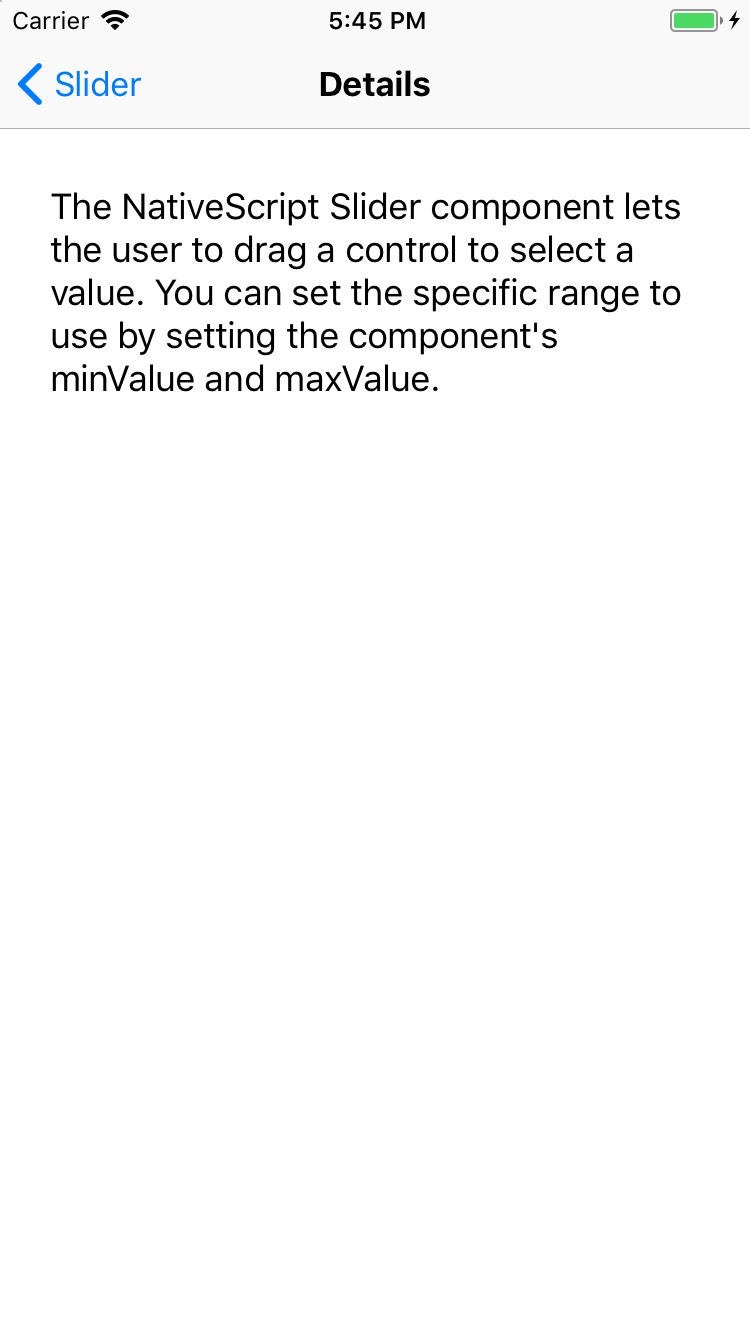 Carrier 5:45 PM
Slider Details
The NativeScript Slider component lets
the user to drag a control to select a
value. You can set the specific range to
use by setting the component's
minValue and maxValue.